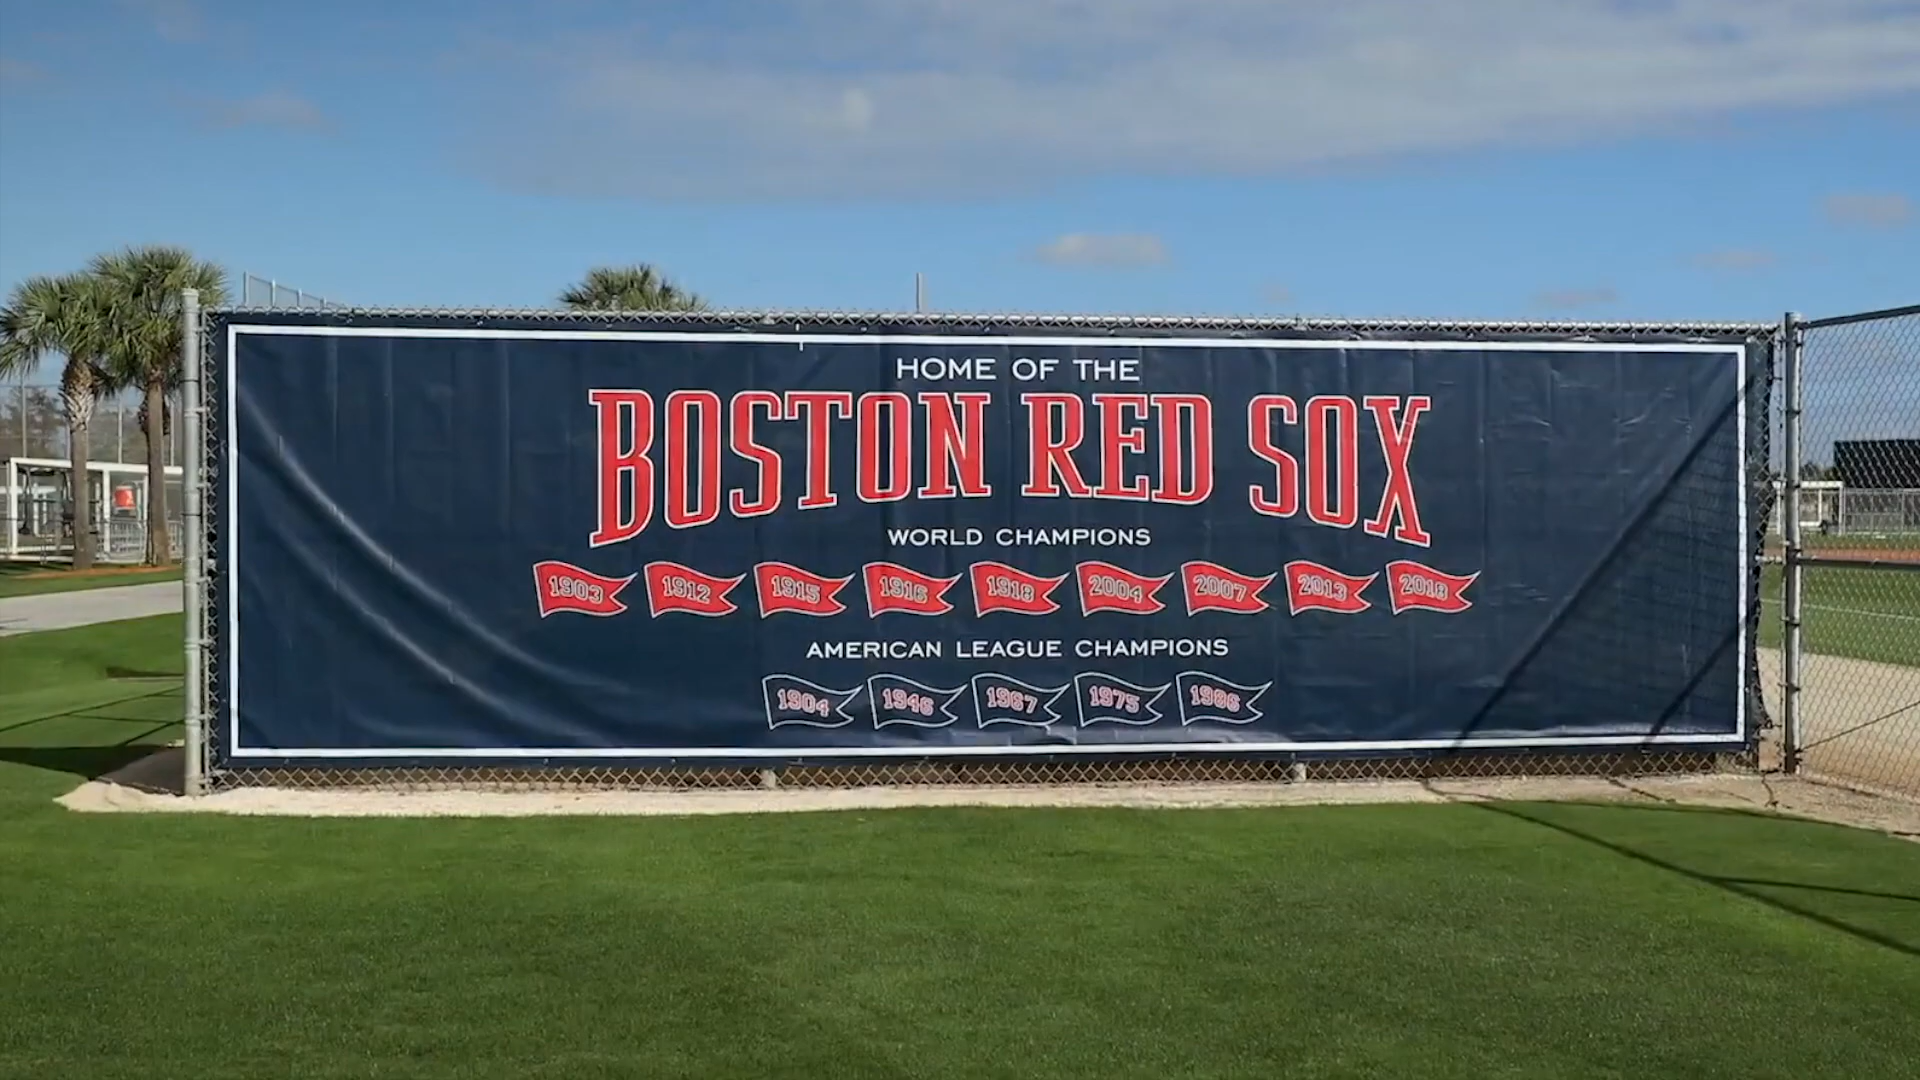 HOME OF THE
BOSTON RED SOX
WORLD CHAMPIONS
1903 1912 1915 1916 1918 2004 2007 2013 2018
AMERICAN LEAGUE CHAMPIONS
1904 1946 1967 1975 1986